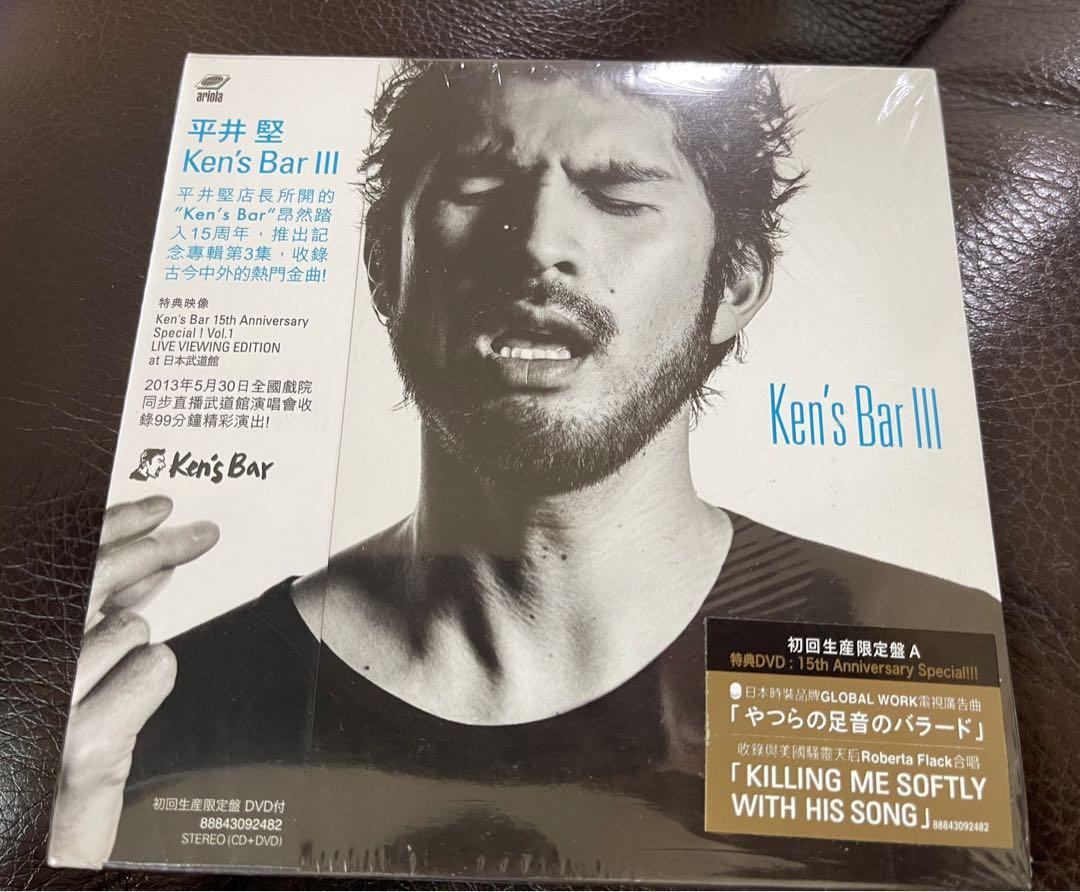 ariola
平井 堅
Ken's Bar III
平井堅店長所開的
"Ken's Bar"昂然踏
入15周年，推出記
念專輯第3集，收錄
古今中外的熱門金曲!
特典映像
Ken's Bar 15th Anniversary
Special ! Vol.1
LIVE VIEWING EDITION
at 日本武道館
2013年5月30日全國戲院
同步直播武道館演唱會收
錄99分鐘精彩演出!
Ken's Bar
Ken's Bar III
初回生産限定盤 A
特典DVD : 15th Anniversary Special!!!
日本時裝品牌GLOBAL WORK電視廣告曲
「やつらの足音のバラード」
收錄與美國騷靈天后Roberta Flack合唱
「KILLING ME SOFTLY
WITH HIS SONG」88843092482
初回生産限定盤 DVD付
88843092482
STEREO (CD+DVD)